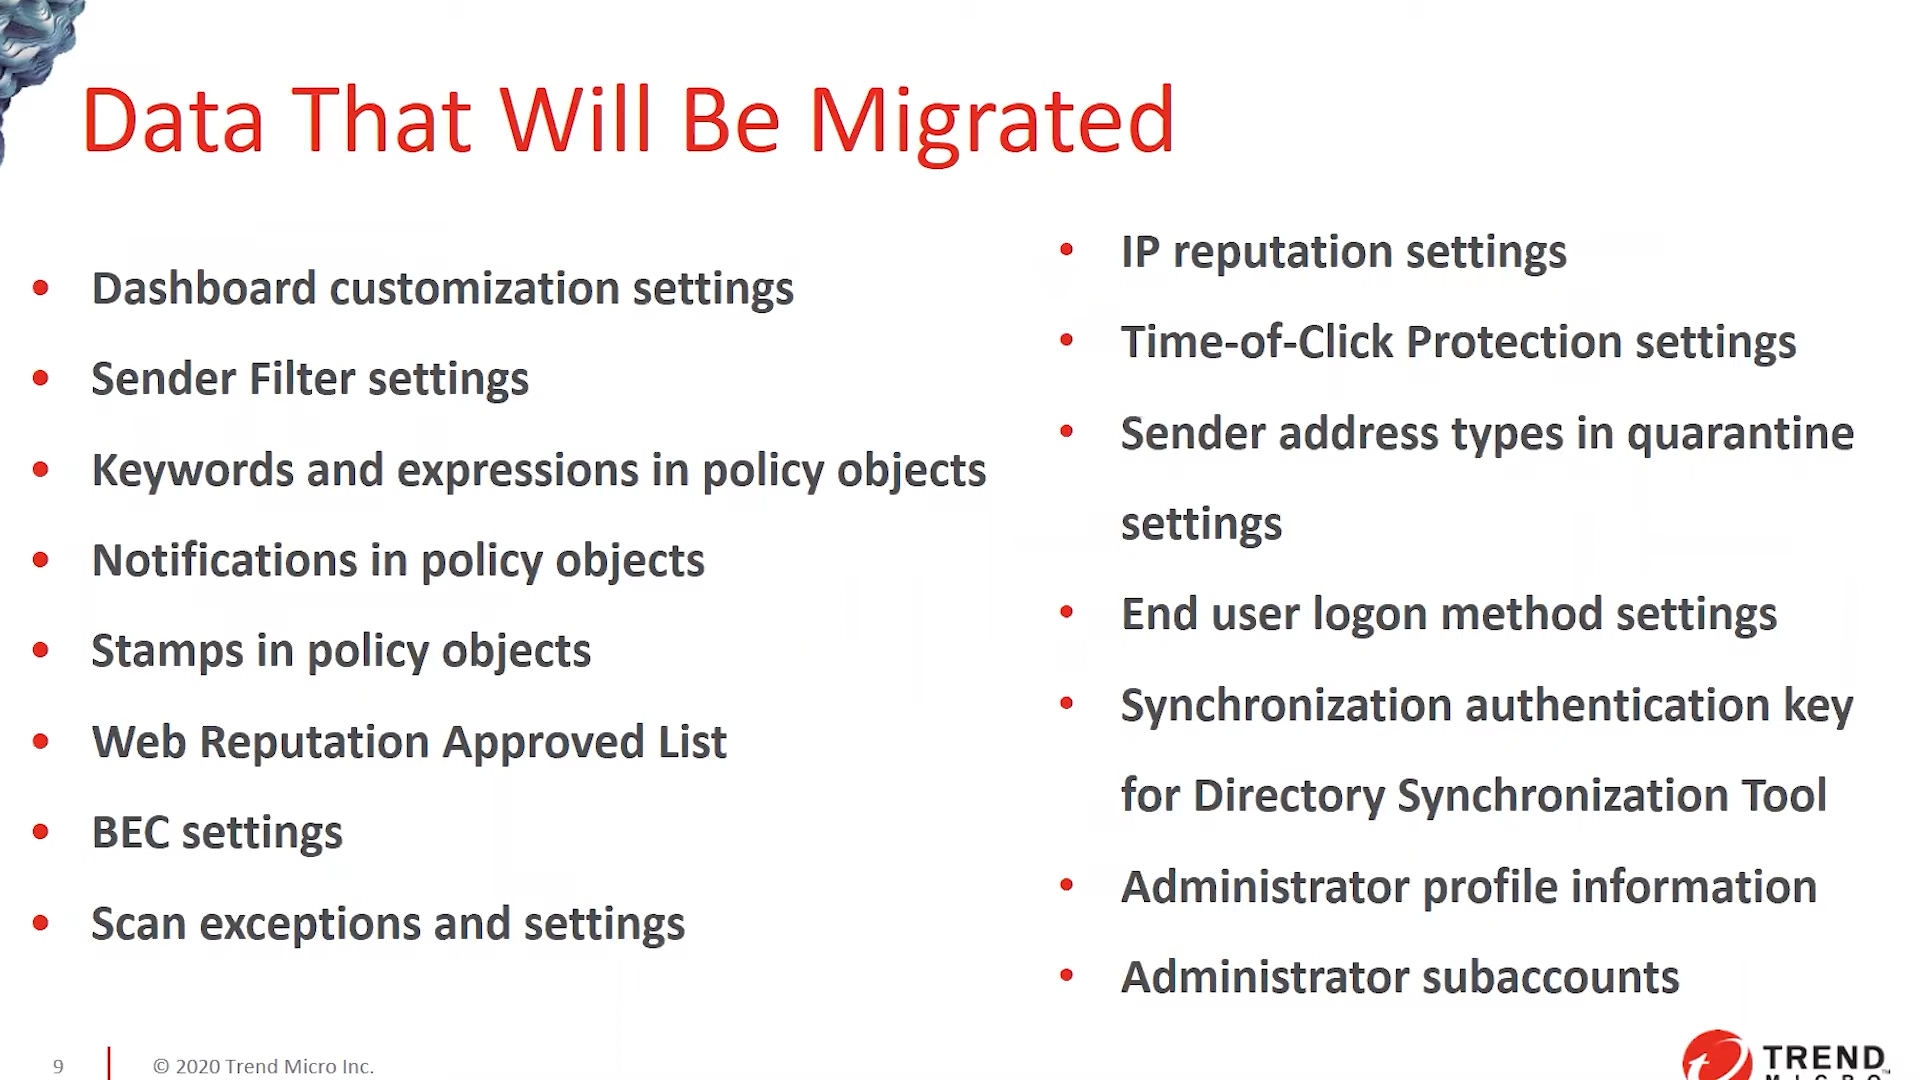 Data That Will Be Migrated
• Dashboard customization settings
• Sender Filter settings
• Keywords and expressions in policy objects
• Notifications in policy objects
• Stamps in policy objects
• Web Reputation Approved List
• BEC settings
• Scan exceptions and settings
• IP reputation settings
• Time-of-Click Protection settings
• Sender address types in quarantine
settings
• End user logon method settings
• Synchronization authentication key
for Directory Synchronization Tool
• Administrator profile information
• Administrator subaccounts
9
© 2020 Trend Micro Inc.
TREND
MICRO
™